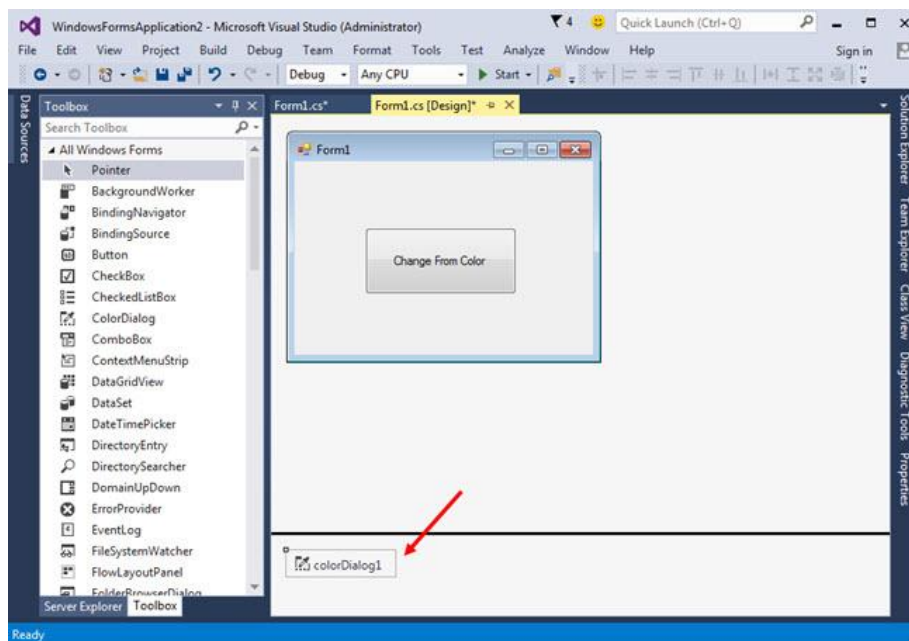 WindowsFormsApplication2 - Microsoft Visual Studio (Administrator)
4
Quick Launch (Ctrl+Q)
File Edit View Project Build Debug Team Format Tools Test Analyze Window Help Sign in
Debug Any CPU Start
Data Sources
Toolbox
Search Toolbox
All Windows Forms
Pointer
BackgroundWorker
BindingNavigator
BindingSource
Button
CheckBox
CheckedListBox
ColorDialog
ComboBox
ContextMenuStrip
DataGridView
DataSet
DateTimePicker
DirectoryEntry
DirectorySearcher
DomainUpDown
ErrorProvider
EventLog
FileSystemWatcher
FlowLayoutPanel
FolderBrowserDialog
Server Explorer Toolbox
Form1.cs* Form1.cs [Design]*
Form1
Change From Color
colorDialog1
Solution Explorer
Team Explorer
Class View
Diagnostic Tools
Properties
Ready